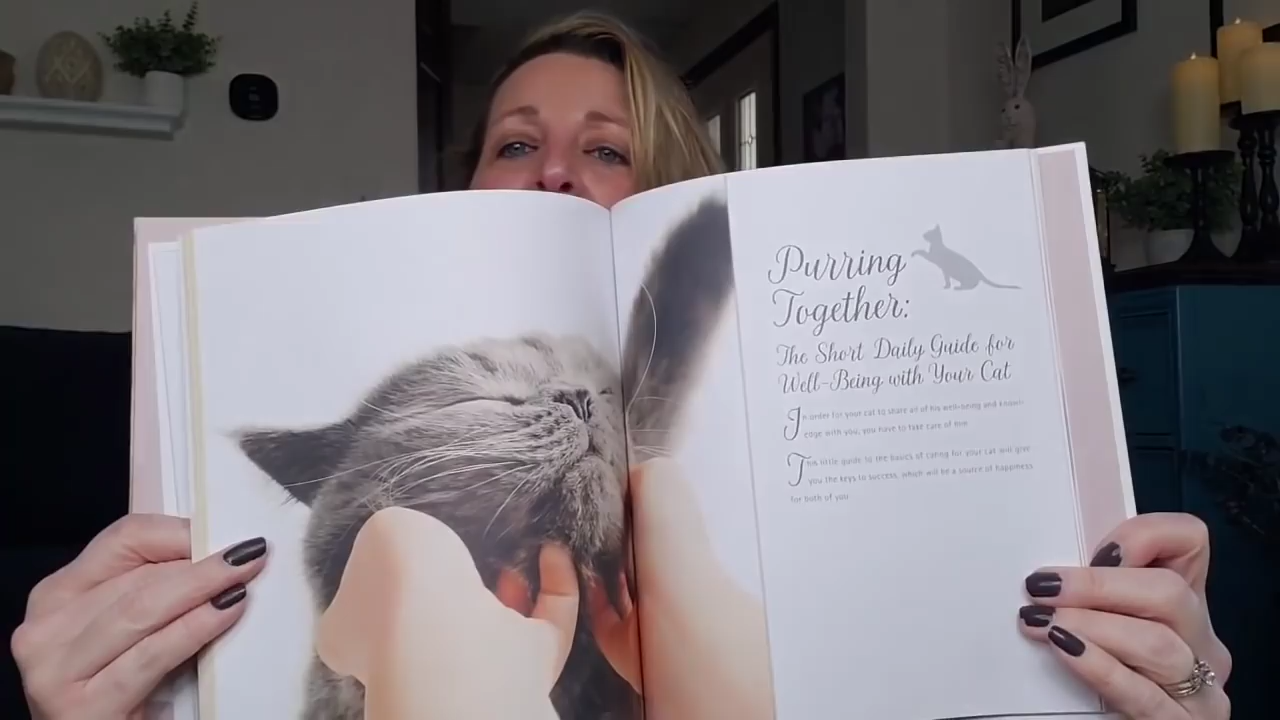 Purring
Together:
The Short Daily Guide for
Well-Being with Your Cat
In order for your cat to share all of his well-being and knowl-
edge with you, you have to take care of him.
This little guide to the basics of caring for your cat will give
you the keys to success, which will be a source of happiness
for both of you.